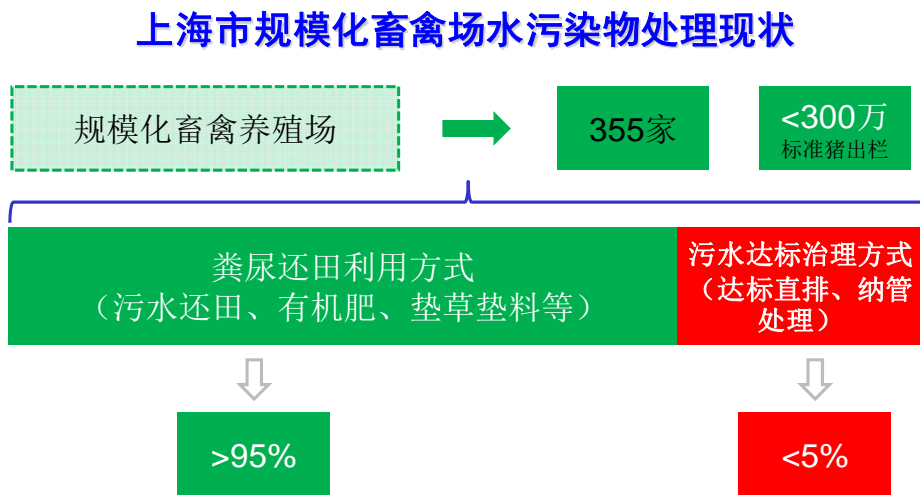 上海市规模化畜禽场水污染物处理现状
规模化畜禽养殖场
355家
<300万
标准猪出栏
粪尿还田利用方式
（污水还田、有机肥、垫草垫料等）
污水达标治理方式
（达标直排、纳管
处理）
>95%
<5%